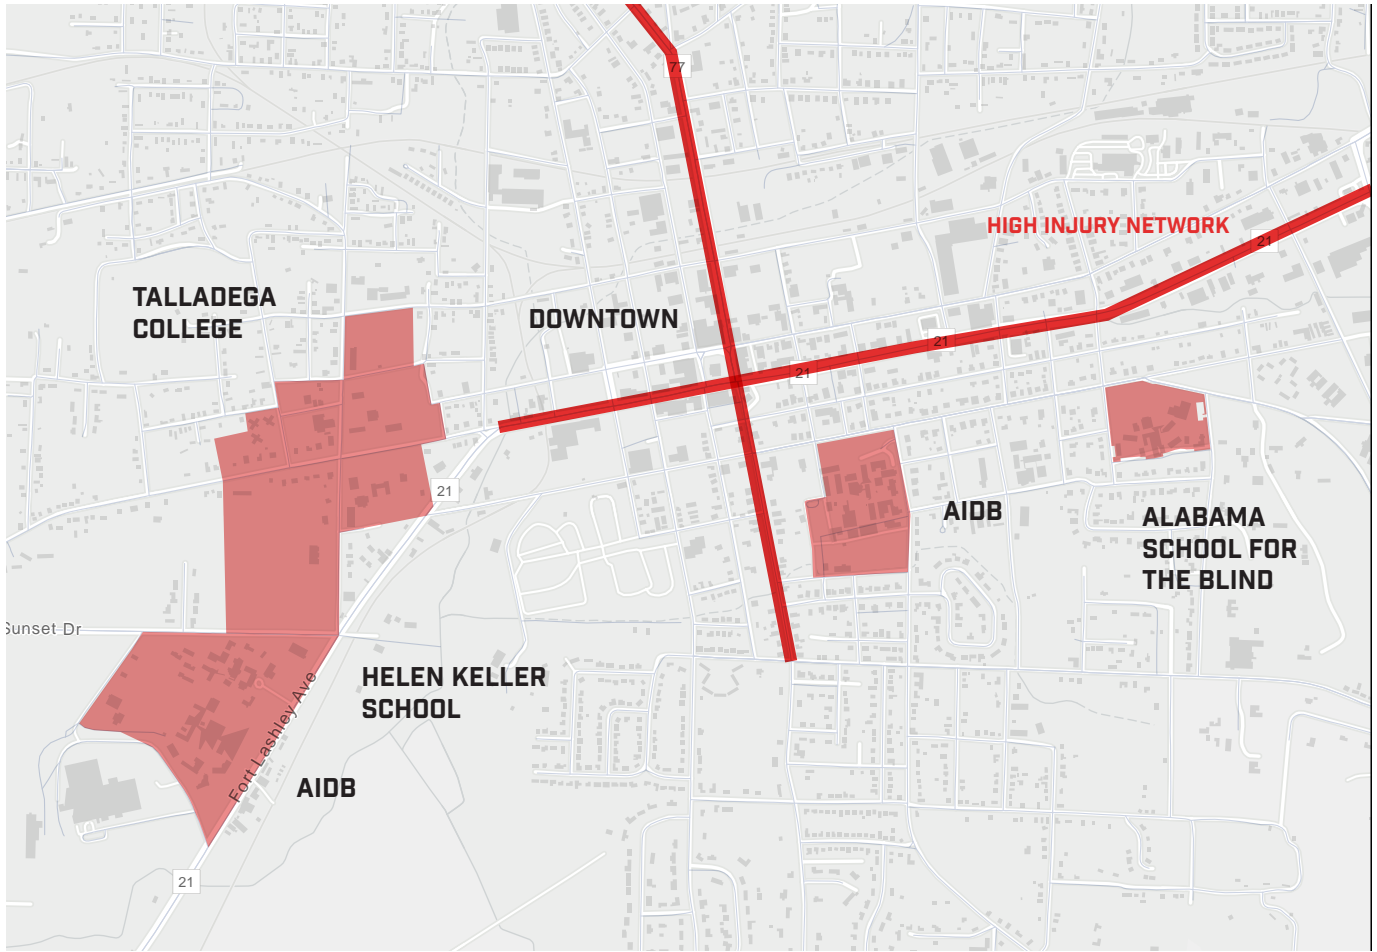 77
HIGH INJURY NETWORK
21
TALLADEGA
COLLEGE
DOWNTOWN
21
21
21
AIDB
ALABAMA
SCHOOL FOR
THE BLIND
Sunset Dr
HELEN KELLER
SCHOOL
Fort Lashley Ave
AIDB
21